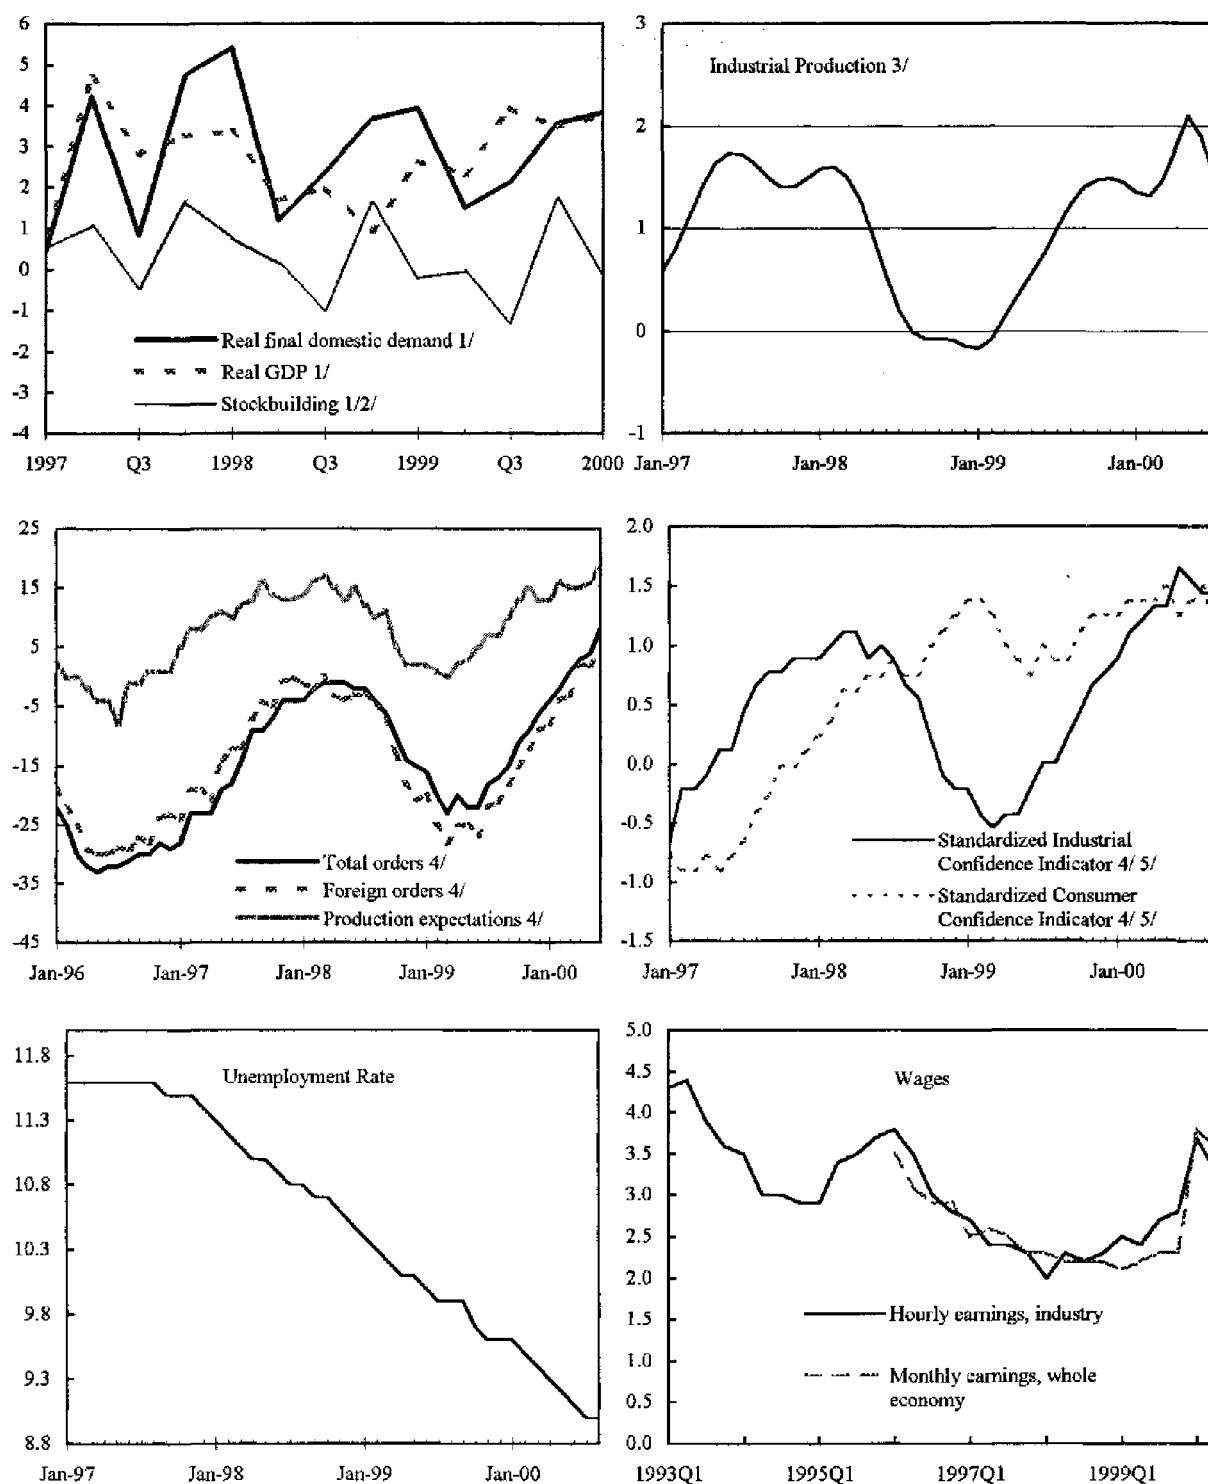 6
5
4
3
2
1
0
-1
-2
-3
-4
Real final domestic demand 1/
Real GDP 1/
Stockbuilding 1/2/
1997 Q3 1998 Q3 1999 Q3 2000
3
2
1
0
-1
Industrial Production 3/
Jan-97 Jan-98 Jan-99 Jan-00
25
15
5
-5
-15
-25
-35
-45
Total orders 4/
Foreign orders 4/
Production expectations 4/
Jan-96 Jan-97 Jan-98 Jan-99 Jan-00
2.0
1.5
1.0
0.5
0.0
-0.5
-1.0
-1.5
Standardized Industrial
Confidence Indicator 4/ 5/
Standardized Consumer
Confidence Indicator 4/ 5/
Jan-97 Jan-98 Jan-99 Jan-00
11.8
11.3
10.8
10.3
9.8
9.3
8.8
Unemployment Rate
Jan-97 Jan-98 Jan-99 Jan-00
5.0
4.5
4.0
3.5
3.0
2.5
2.0
1.5
1.0
0.5
0.0
Wages
Hourly earnings, industry
Monthly earnings, whole
economy
1993Q1 1995Q1 1997Q1 1999Q1